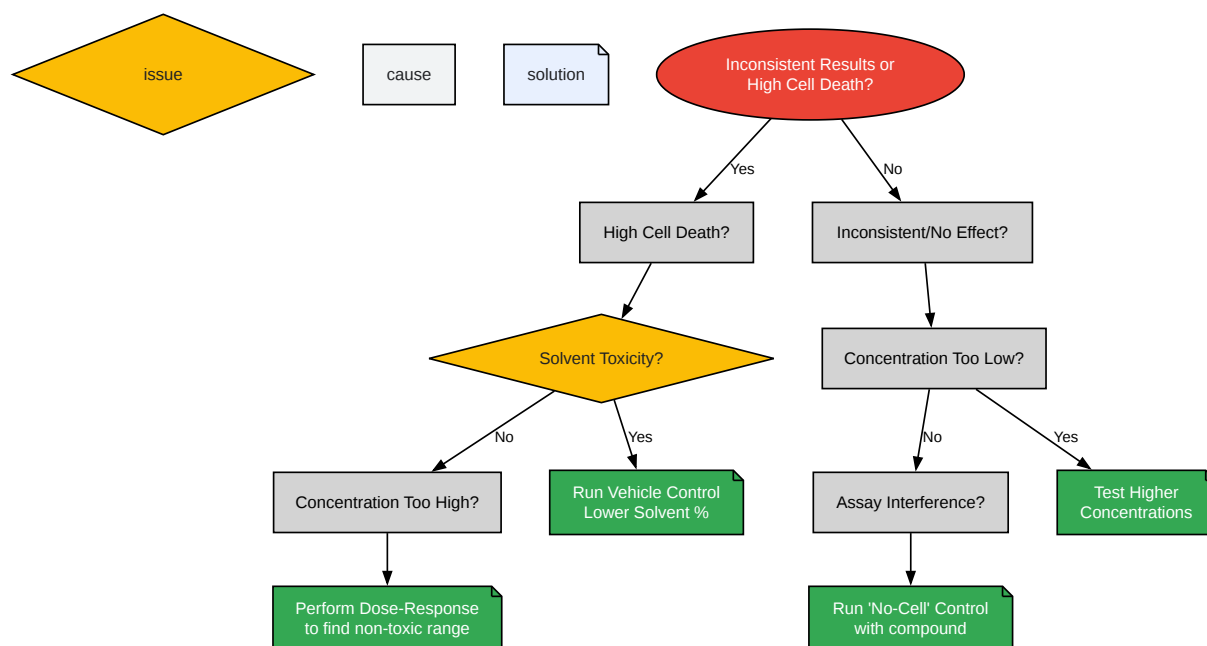 issue
cause
solution
Inconsistent Results or
High Cell Death?
Yes
No
High Cell Death?
Inconsistent/No Effect?
Solvent Toxicity?
Concentration Too Low?
No
Yes
No
Yes
Concentration Too High?
Run Vehicle Control
Lower Solvent %
Assay Interference?
Test Higher
Concentrations
Perform Dose-Response
to find non-toxic range
Run 'No-Cell' Control
with compound